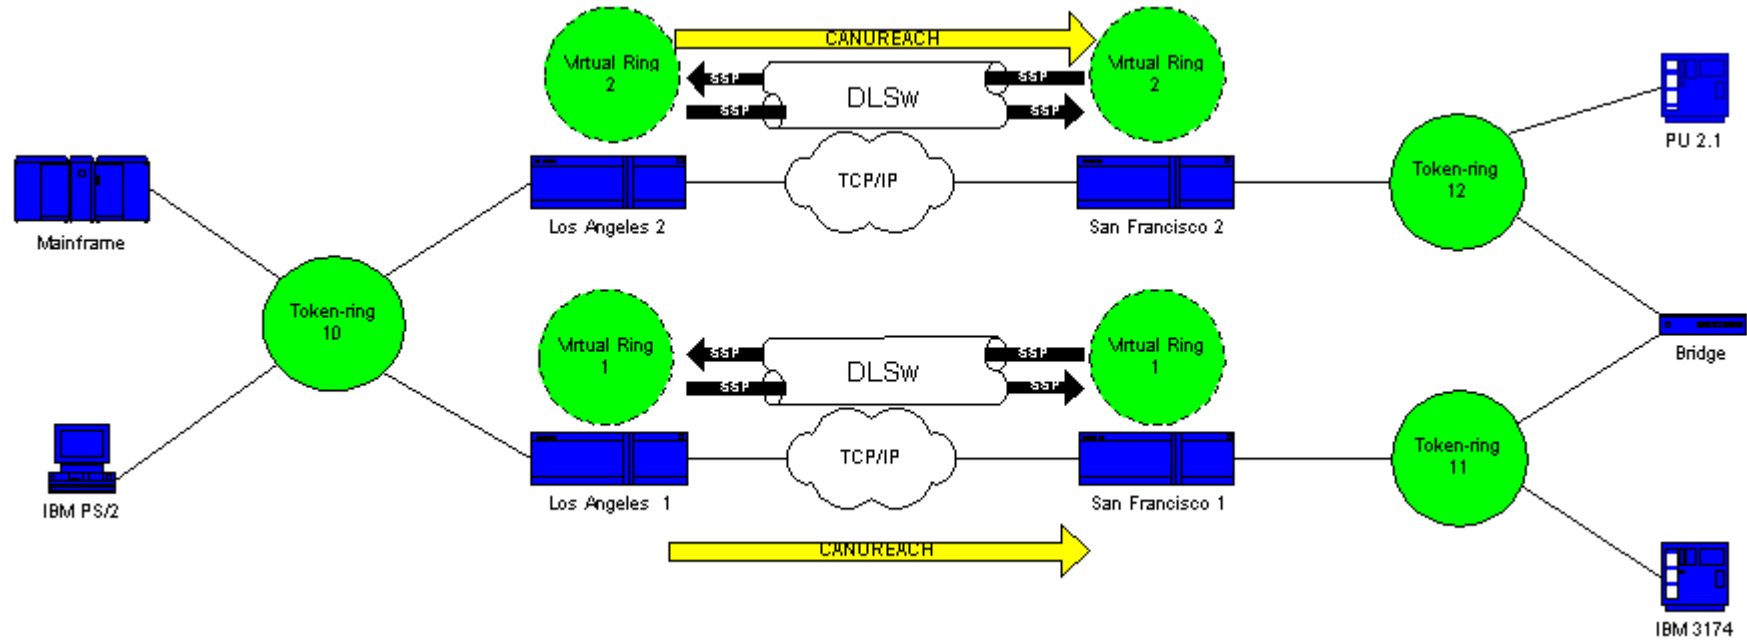 CANUREACH
Virtual Ring
2
SSP
SSP
DLSw
SSP
SSP
Virtual Ring
2
PU 2.1
Mainframe
Los Angeles 2
TCP/IP
San Francisco 2
Token-ring
12
Token-ring
10
Virtual Ring
1
SSP
SSP
DLSw
SSP
SSP
Virtual Ring
1
Bridge
IBM PS/2
Los Angeles 1
TCP/IP
San Francisco 1
Token-ring
11
CANUREACH
IBM 3174